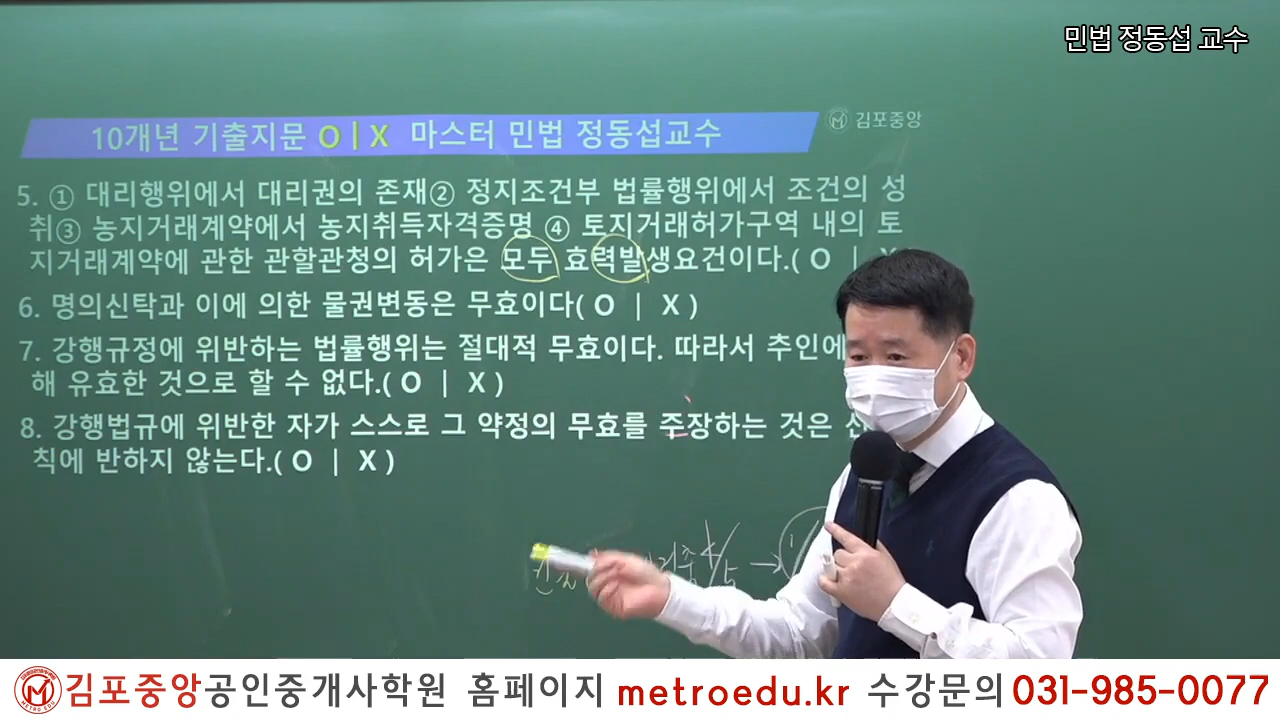 민법 정동섭 교수
10개년 기출지문 O | X 마스터 민법 정동섭교수
김포중앙
5. ① 대리행위에서 대리권의 존재② 정지조건부 법률행위에서 조건의 성
취③ 농지거래계약에서 농지취득자격증명 ④ 토지거래허가구역 내의 토
지거래계약에 관한 관할관청의 허가은 모두 효력발생요건이다.( O |
6. 명의신탁과 이에 의한 물권변동은 무효이다( O | X )
7. 강행규정에 위반하는 법률행위는 절대적 무효이다. 따라서 추인에
해 유효한 것으로 할 수 없다.( O | X )
8. 강행법규에 위반한 자가 스스로 그 약정의 무효를 주장하는 것은
칙에 반하지 않는다.( O | X )
김포중앙공인중개사학원 홈페이지 metroedu.kr 수강문의 031-985-0077